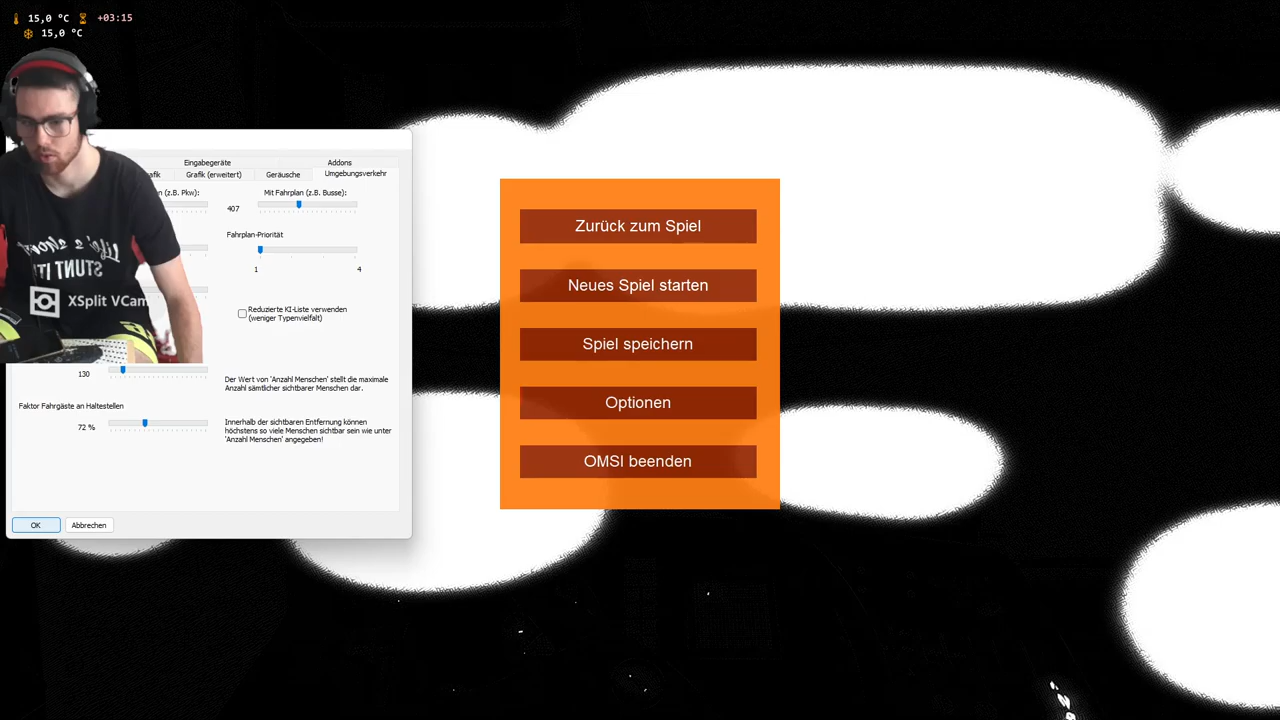 15,0 °C +03:15
15,0 °C
Eingabegeräte Addons
afik Grafik (erweitert) Geräusche Umgebungsverkehr
n (z.B. Pkw): Mit Fahrplan (z.B. Busse):
407
Fahrplan-Priorität
1 4
Reduzierte KI-Liste verwenden
(weniger Typenvielfalt)
130
Der Wert von 'Anzahl Menschen' stellt die maximale
Anzahl sämtlicher sichtbarer Menschen dar.
Faktor Fahrgäste an Haltestellen
72 %
Innerhalb der sichtbaren Entfernung können
höchstens so viele Menschen sichtbar sein wie unter
'Anzahl Menschen' angegeben!
OK Abbrechen
XSplit VCam
STUNT IT!
Zurück zum Spiel
Neues Spiel starten
Spiel speichern
Optionen
OMSI beenden